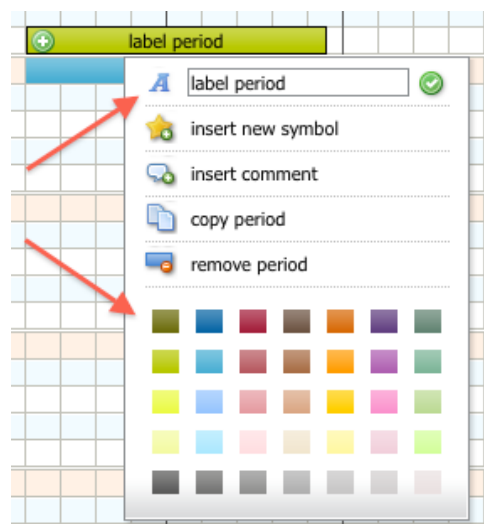 label period
label period
insert new symbol
insert comment
copy period
remove period